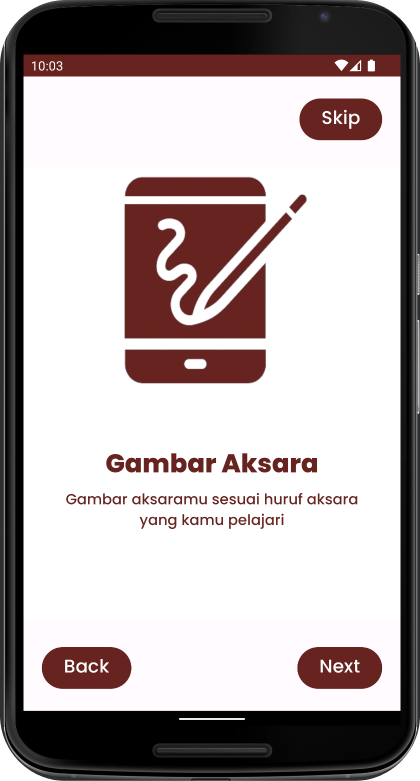 10:03
Skip
Gambar Aksara
Gambar aksaramu sesuai huruf aksara
yang kamu pelajari
Back
Next